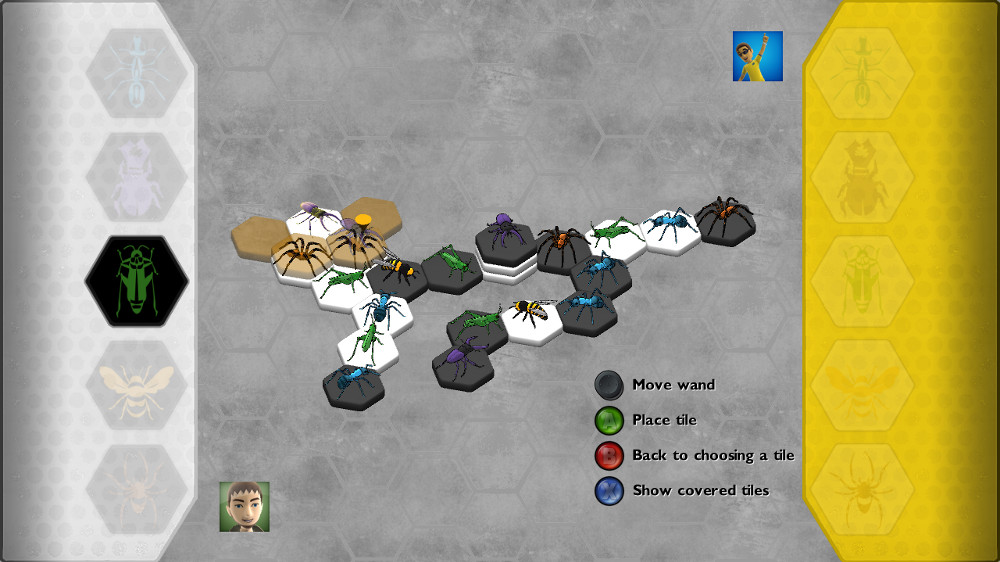 Move wand
A Place tile
B Back to choosing a tile
X Show covered tiles